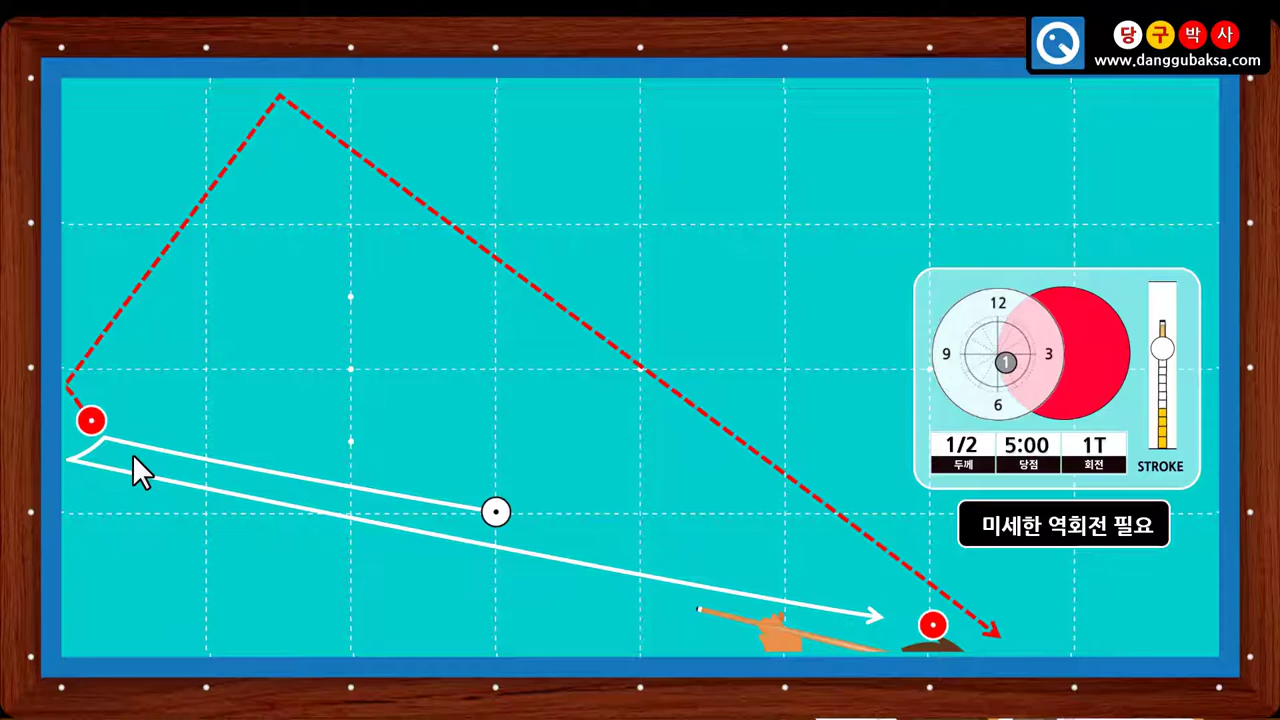 당구박사
www.danggubaksa.com
12
9 3
6
1
1/2 5:00 1T
두께 당점 회전
STROKE
미세한 역회전 필요